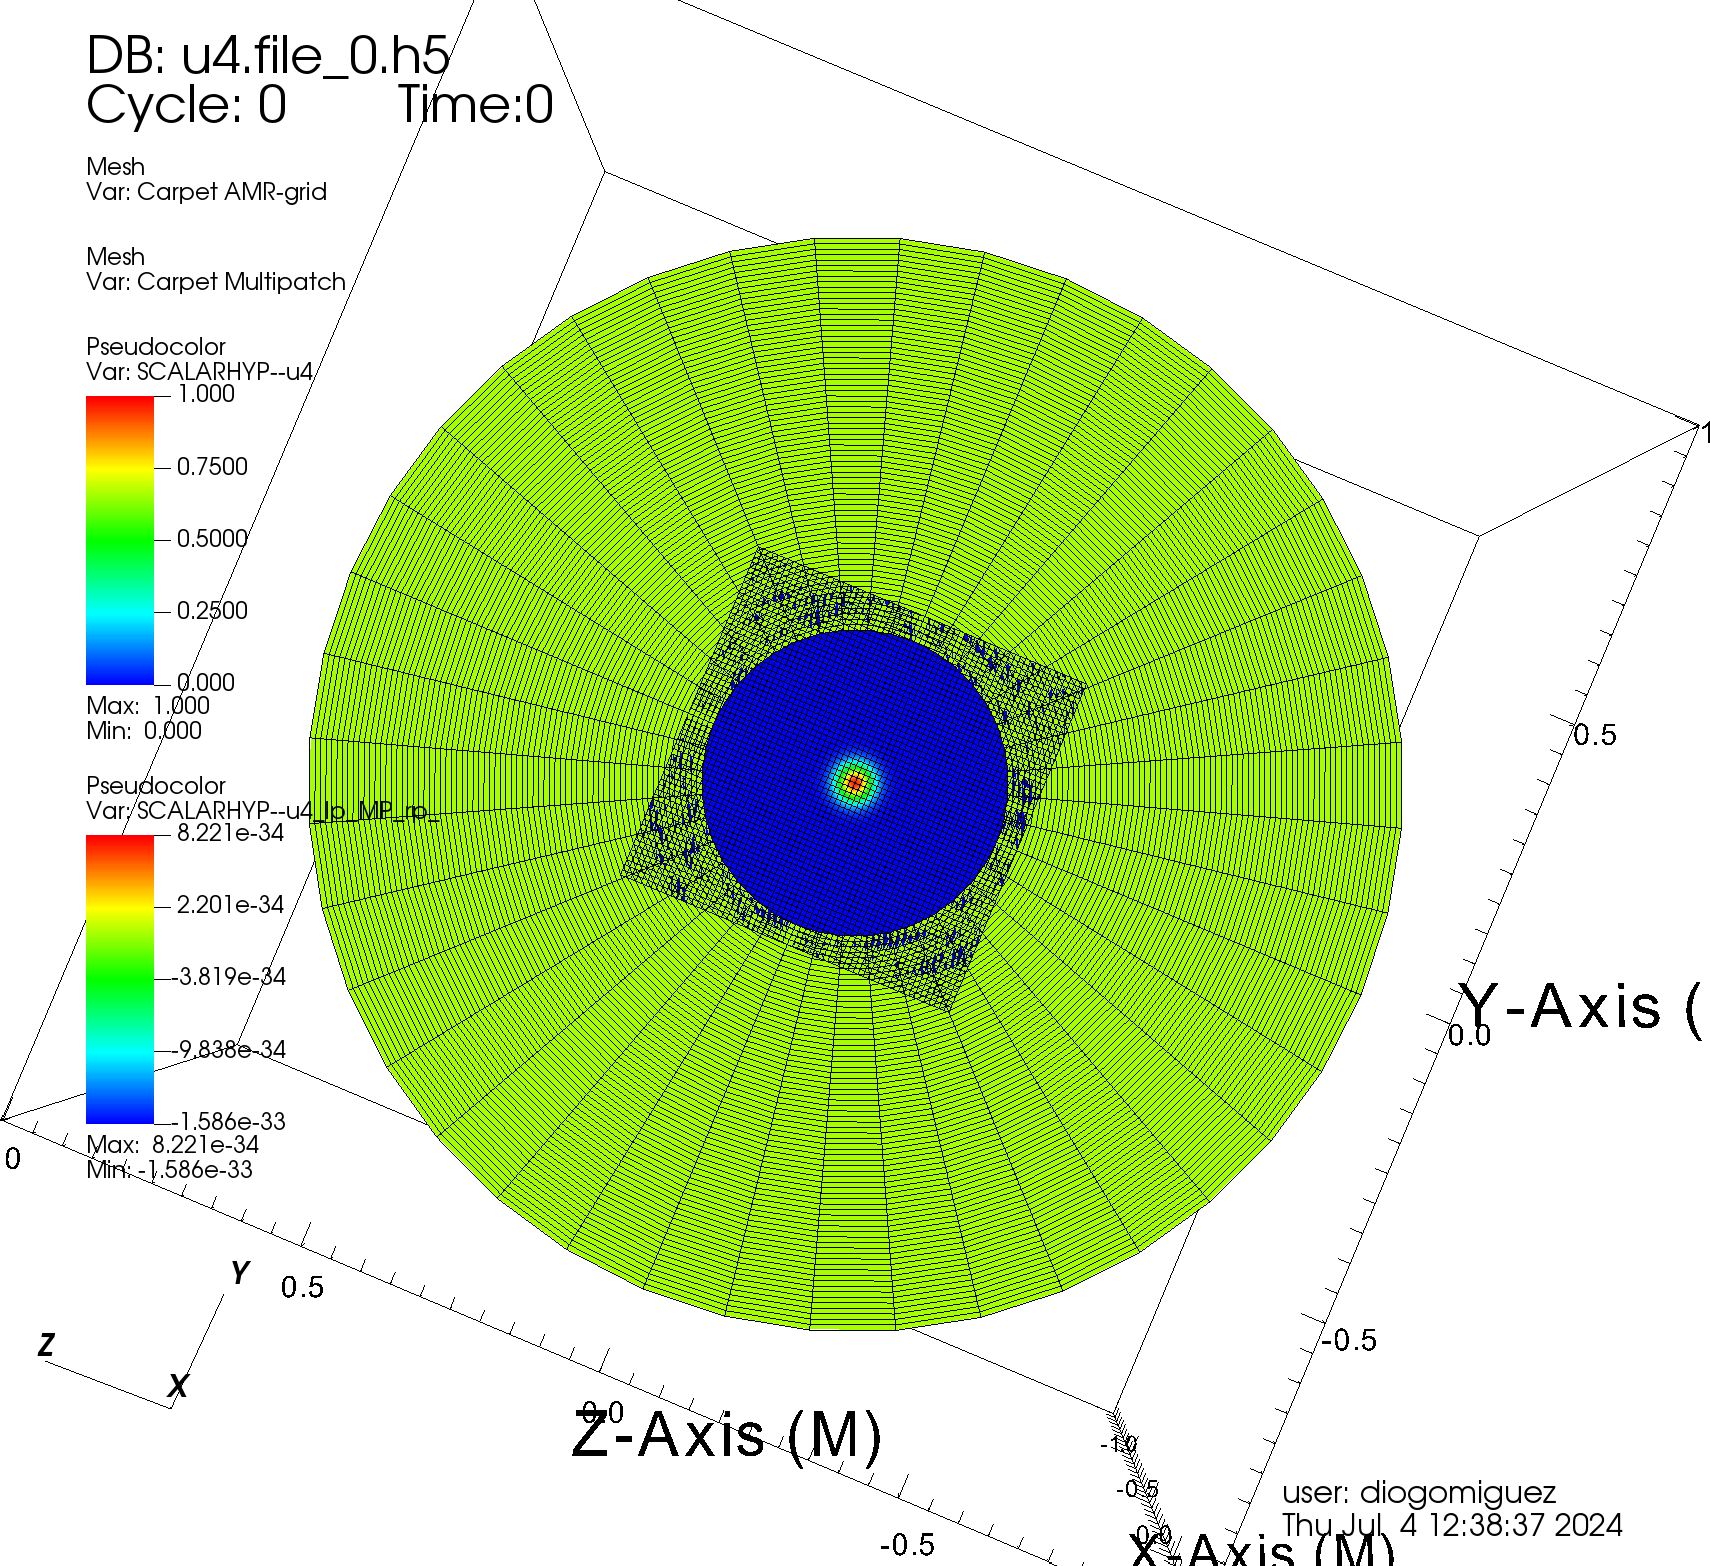 DB: u4.file_0.h5
Cycle: 0 Time:0
Mesh
Var: Carpet AMR-grid
Mesh
Var: Carpet Multipatch
Pseudocolor
Var: SCALARHYP--u4
1.000
0.7500
0.5000
0.2500
0.000
Max: 1.000
Min: 0.000
Pseudocolor
Var: SCALARHYP--u4_Ip_MP_rp_
8.221e-34
2.201e-34
-3.819e-34
-9.838e-34
-1.586e-33
Max: 8.221e-34
Min: -1.586e-33
1
0.5
Y-Axis (
0.0
-0.5
0
0.5
0.0
Z-Axis (M)
-0.5
Y
Z
X
-1.0
-0.5
0.0
X-Axis (M)
user: diogomiguez
Thu Jul 4 12:38:37 2024